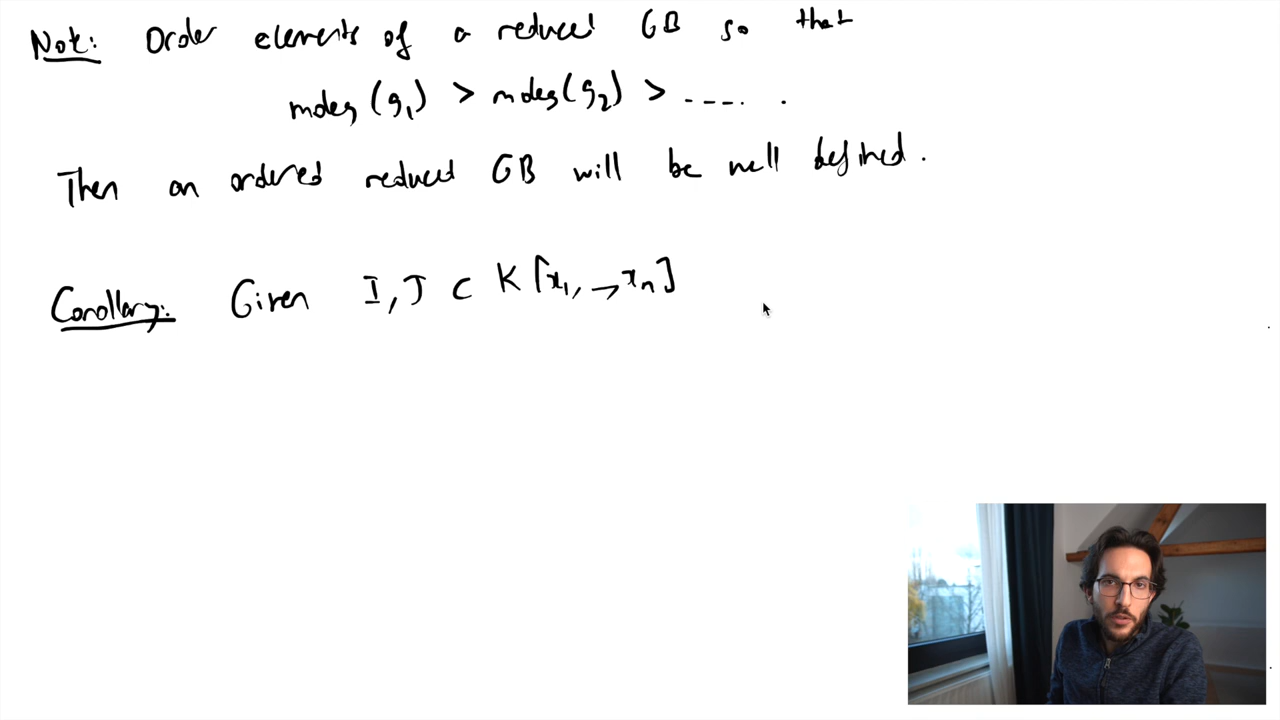 Note: Order elements of a reduced GB so that
mdeg(g₁) > mdeg(g₂) > ......
Then an ordered reduced GB will be well defined.
Corollary: Given I, J ⊂ K[x₁, ⟶ xₙ]